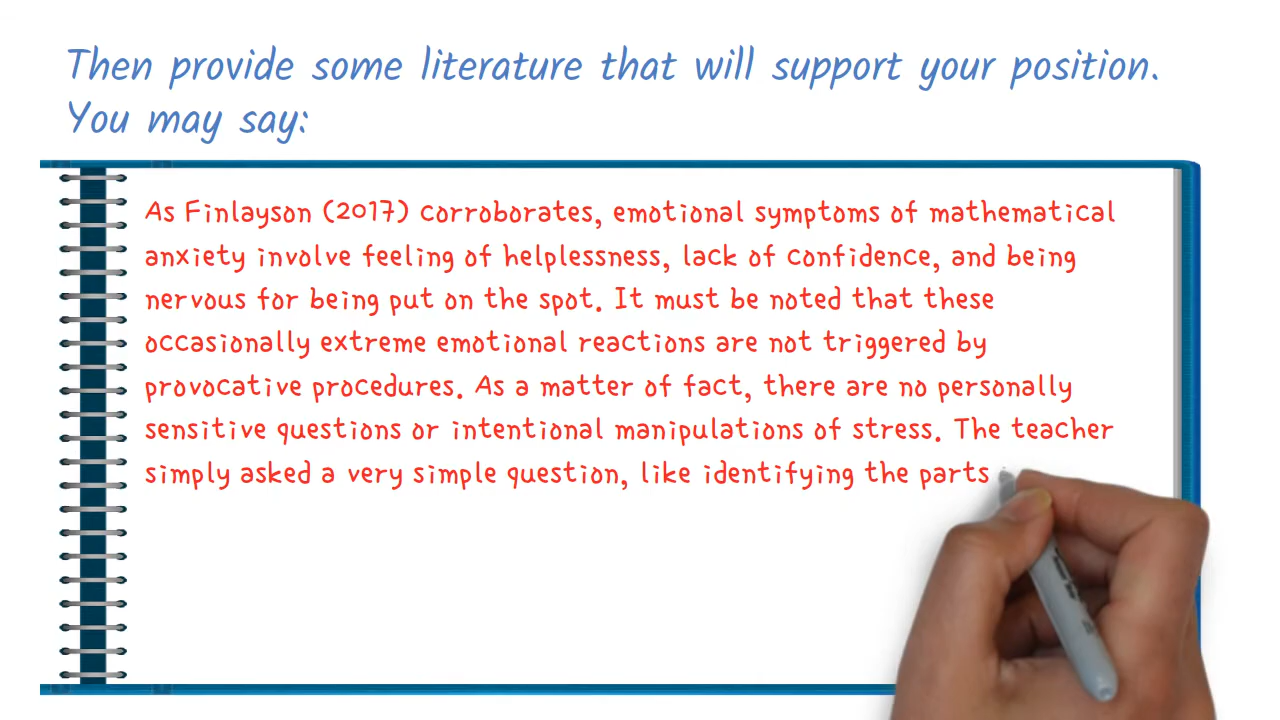 Then provide some literature that will support your position.
You may say:
As Finlayson (2017) corroborates, emotional symptoms of mathematical
anxiety involve feeling of helplessness, lack of confidence, and being
nervous for being put on the spot. It must be noted that these
occasionally extreme emotional reactions are not triggered by
provocative procedures. As a matter of fact, there are no personally
sensitive questions or intentional manipulations of stress. The teacher
simply asked a very simple question, like identifying the parts